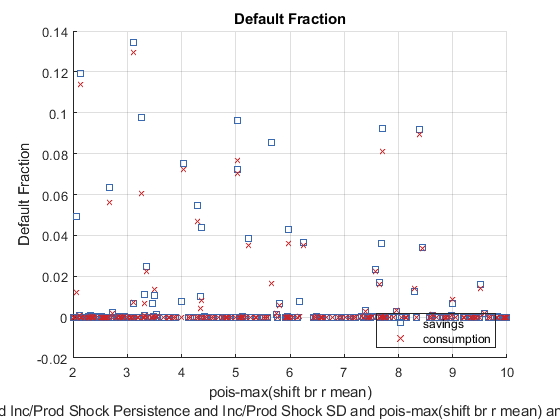 Default Fraction
0.14
0.12
0.1
0.08
0.06
0.04
0.02
0
-0.02
Default Fraction
2 3 4 5 6 7 8 9 10
savings
consumption
pois-max(shift br r mean)
d Inc/Prod Shock Persistence and Inc/Prod Shock SD and pois-max(shift br r mean) an